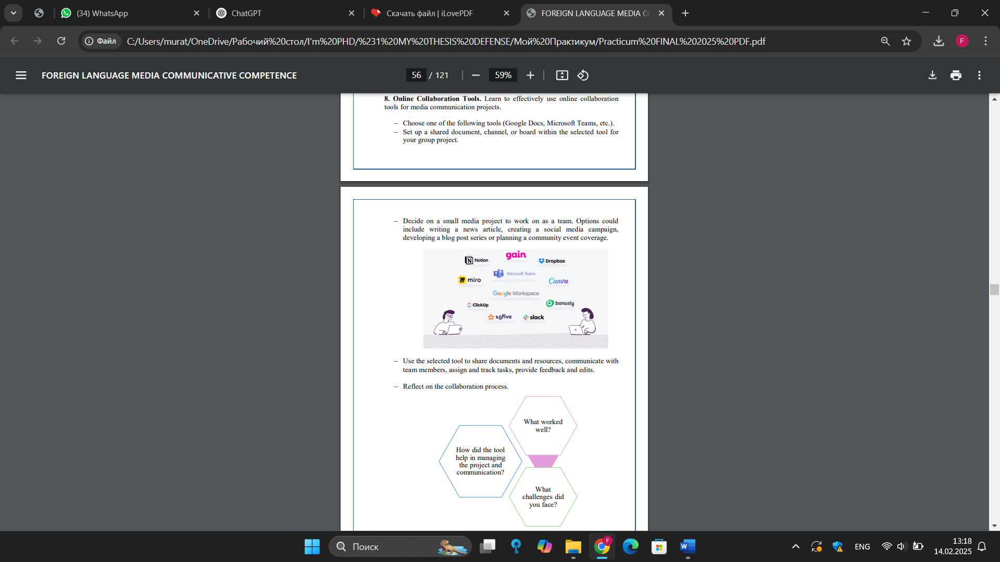 (34) WhatsApp
ChatGPT
Скачать файл | iLovePDF
FOREIGN LANGUAGE MEDIA CO
Файл
C:/Users/murat/OneDrive/Рабочий%20стол/I'm%20PHD/%231%20MY%20THESIS%20DEFENSE/Мой%20Практикум/Practicum%20FINAL%202025%20PDF.pdf
F
FOREIGN LANGUAGE MEDIA COMMUNICATIVE COMPETENCE
56 / 121
59%
8. Online Collaboration Tools. Learn to effectively use online collaboration
tools for media communication projects.
– Choose one of the following tools (Google Docs, Microsoft Teams, etc.).
– Set up a shared document, channel, or board within the selected tool for
your group project.
– Decide on a small media project to work on as a team. Options could
include writing a news article, creating a social media campaign,
developing a blog post series or planning a community event coverage.
Notion
gain
Dropbox
Microsoft Teams
miro
Canva
Google Workspace
ClickUp
bonusly
15five
slack
– Use the selected tool to share documents and resources, communicate with
team members, assign and track tasks, provide feedback and edits.
– Reflect on the collaboration process.
What worked
well?
How did the tool
help in managing
the project and
communication?
What
challenges did
you face?
Поиск
F
ENG
13:18
14.02.2025